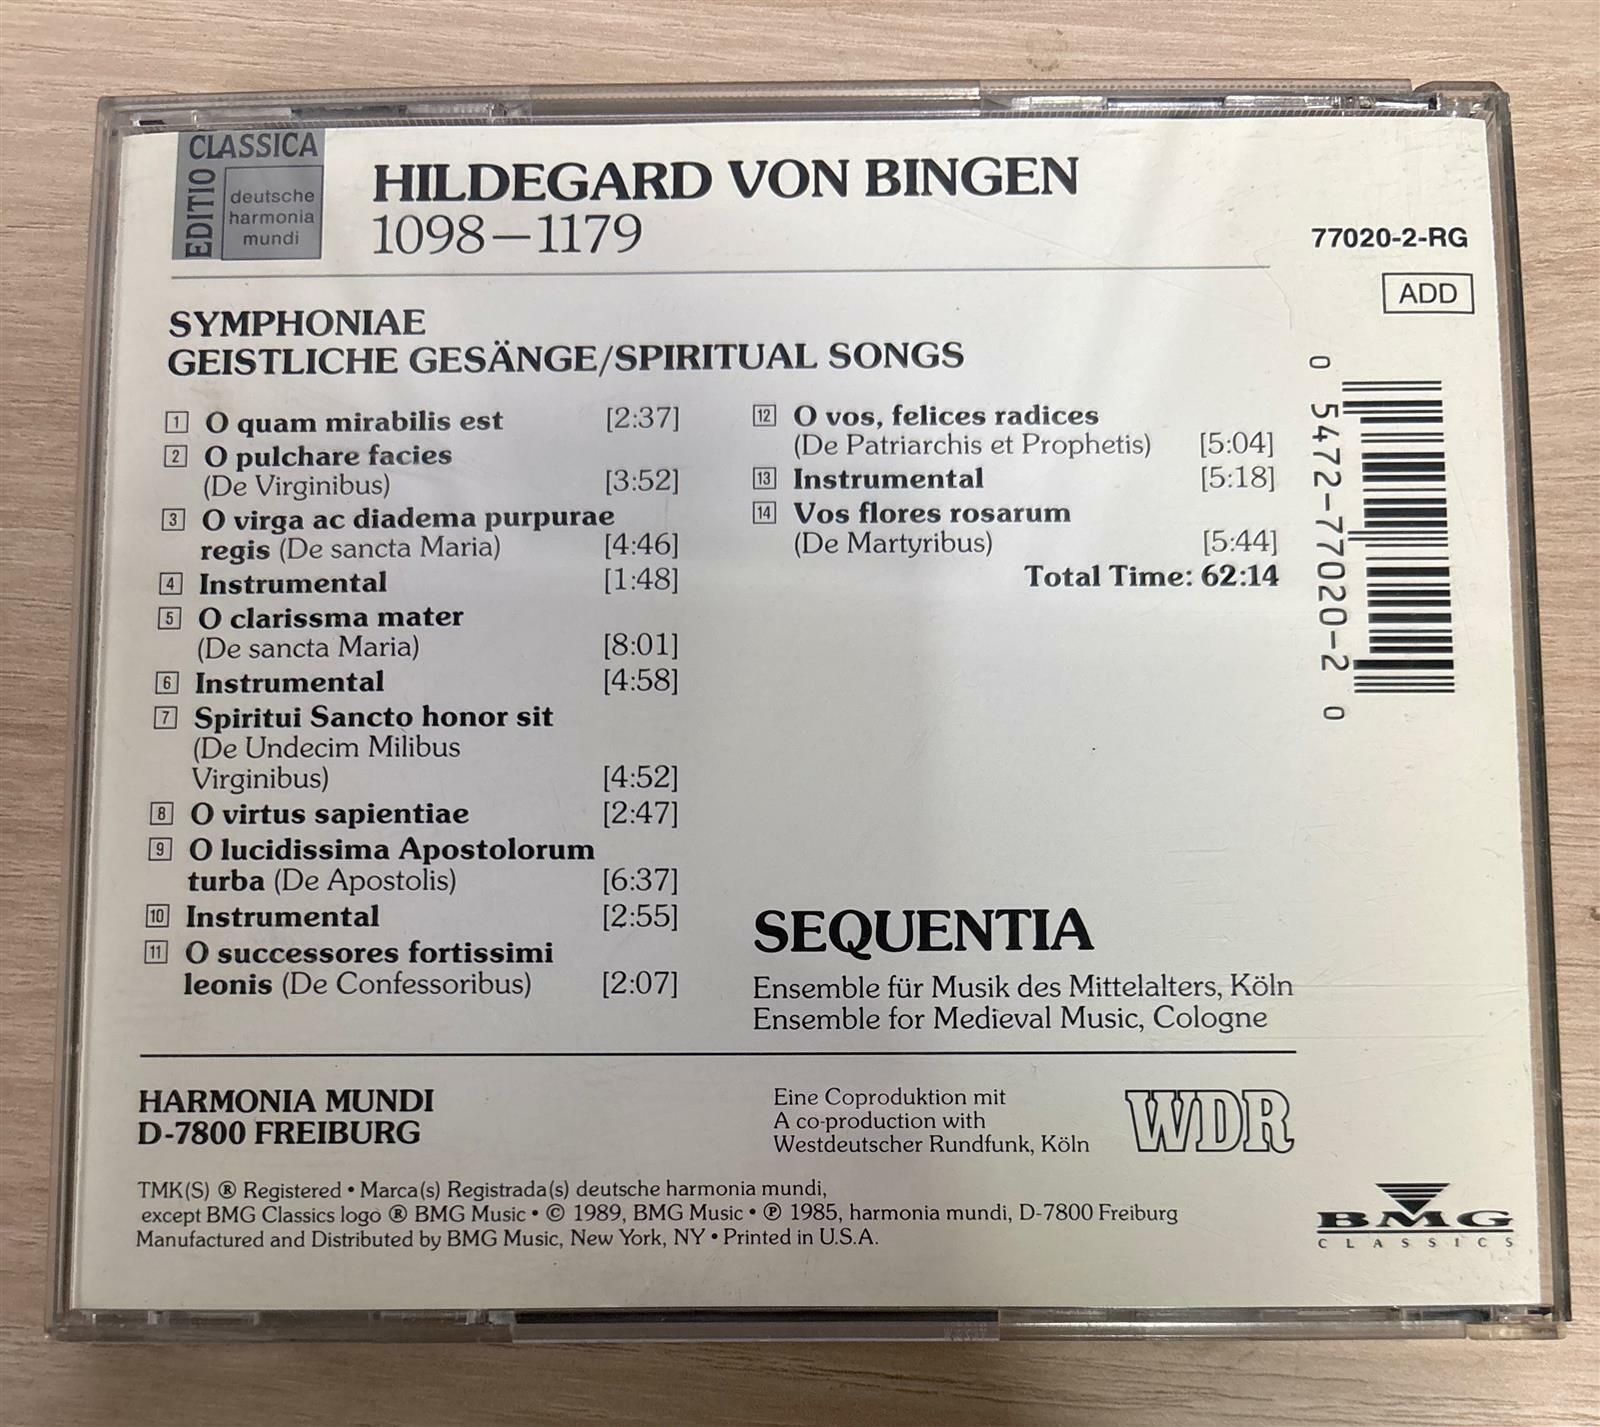 EDITIO CLASSICA
deutsche
harmonia
mundi
HILDEGARD VON BINGEN
1098–1179
77020-2-RG
ADD
SYMPHONIAE
GEISTLICHE GESÄNGE/SPIRITUAL SONGS
1 O quam mirabilis est [2:37]
2 O pulchare facies
(De Virginibus) [3:52]
3 O virga ac diadema purpurae
regis (De sancta Maria) [4:46]
4 Instrumental [1:48]
5 O clarissma mater
(De sancta Maria) [8:01]
6 Instrumental [4:58]
7 Spiritui Sancto honor sit
(De Undecim Milibus
Virginibus) [4:52]
8 O virtus sapientiae [2:47]
9 O lucidissima Apostolorum
turba (De Apostolis) [6:37]
10 Instrumental [2:55]
11 O successores fortissimi
leonis (De Confessoribus) [2:07]
12 O vos, felices radices
(De Patriarchis et Prophetis) [5:04]
13 Instrumental [5:18]
14 Vos flores rosarum
(De Martyribus) [5:44]
Total Time: 62:14
0 5472-77020-2 0
SEQUENTIA
Ensemble für Musik des Mittelalters, Köln
Ensemble for Medieval Music, Cologne
HARMONIA MUNDI
D-7800 FREIBURG
Eine Coproduktion mit
A co-production with
Westdeutscher Rundfunk, Köln
WDR
TMK(S) ® Registered • Marca(s) Registrada(s) deutsche harmonia mundi,
except BMG Classics logo ® BMG Music • © 1989, BMG Music • ℗ 1985, harmonia mundi, D-7800 Freiburg
Manufactured and Distributed by BMG Music, New York, NY • Printed in U.S.A.
BMG
CLASSICS